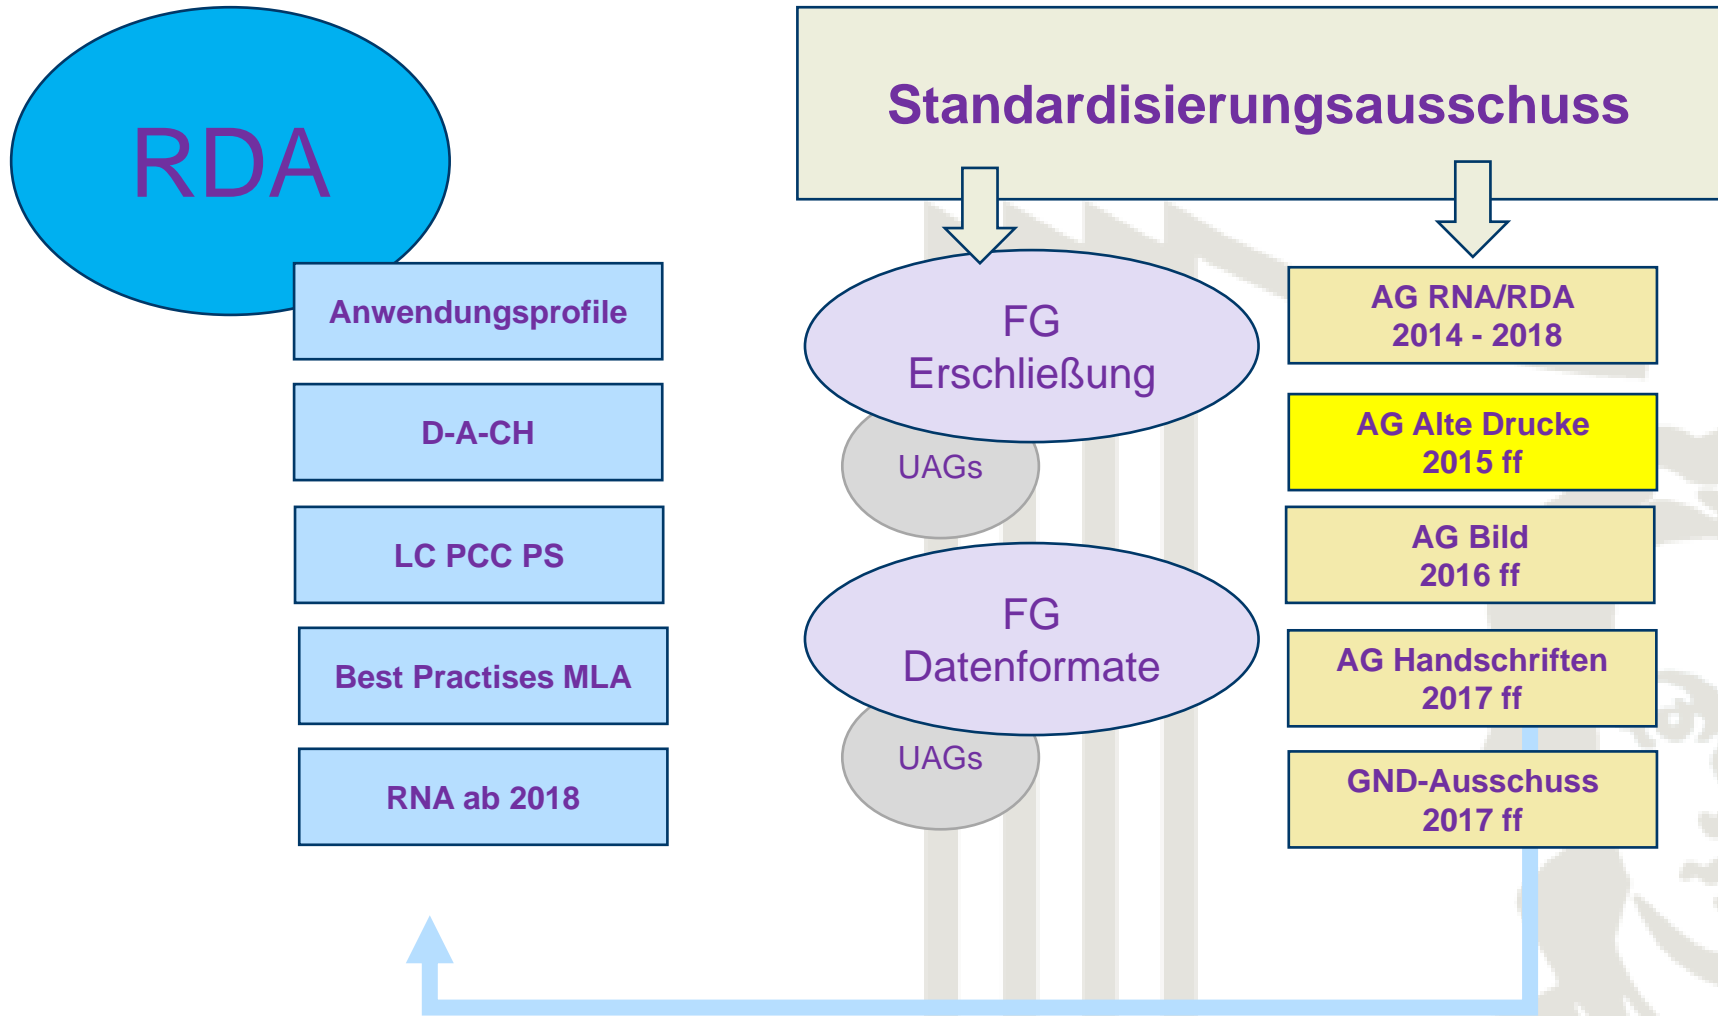 RDA
Anwendungsprofile
D-A-CH
LC PCC PS
Best Practises MLA
RNA ab 2018
Standardisierungsausschuss
FG
Erschließung
UAGs
FG
Datenformate
UAGs
AG RNA/RDA
2014 - 2018
AG Alte Drucke
2015 ff
AG Bild
2016 ff
AG Handschriften
2017 ff
GND-Ausschuss
2017 ff